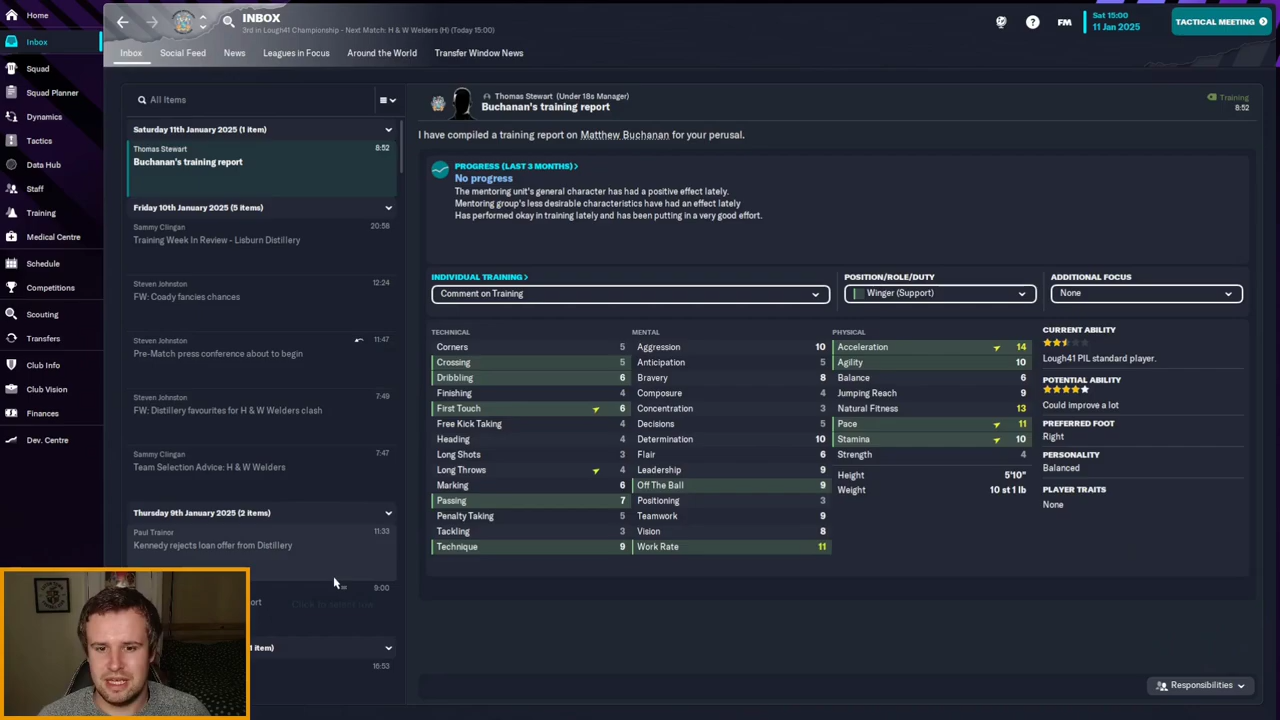 Home
Inbox
Squad
Squad Planner
Dynamics
Tactics
Data Hub
Staff
Training
Medical Centre
Schedule
Competitions
Scouting
Transfers
Club Info
Club Vision
Finances
Dev. Centre
INBOX
3rd in Lough41 Championship - Next Match: H & W Welders (H) (Today 15:00)
FM
Sat 15:00
11 Jan 2025
TACTICAL MEETING
Inbox Social Feed News Leagues in Focus Around the World Transfer Window News
All Items
Saturday 11th January 2025 (1 item)
Thomas Stewart 8:52
Buchanan's training report
Friday 10th January 2025 (5 items)
Sammy Clingan 20:58
Training Week In Review - Lisburn Distillery
Steven Johnston 12:24
FW: Coady fancies chances
Steven Johnston 11:47
Pre-Match press conference about to begin
Steven Johnston 7:49
FW: Distillery favourites for H & W Welders clash
Sammy Clingan 7:47
Team Selection Advice: H & W Welders
Thursday 9th January 2025 (2 items)
Paul Trainor 11:33
Kennedy rejects loan offer from Distillery
9:00
ort
1 item)
16:53
Thomas Stewart (Under 18s Manager)
Buchanan's training report
Training
8:52
I have compiled a training report on Matthew Buchanan for your perusal.
PROGRESS (LAST 3 MONTHS) >
No progress
The mentoring unit's general character has had a positive effect lately.
Mentoring group's less desirable characteristics have had an effect lately
Has performed okay in training lately and has been putting in a very good effort.
INDIVIDUAL TRAINING >
Comment on Training
POSITION/ROLE/DUTY
Winger (Support)
ADDITIONAL FOCUS
None
TECHNICAL
Corners 5
Crossing 5
Dribbling 6
Finishing 4
First Touch 6
Free Kick Taking 4
Heading 4
Long Shots 3
Long Throws 4
Marking 6
Passing 7
Penalty Taking 5
Tackling 3
Technique 9
MENTAL
Aggression 10
Anticipation 5
Bravery 8
Composure 4
Concentration 3
Decisions 5
Determination 10
Flair 6
Leadership 9
Off The Ball 9
Positioning 3
Teamwork 9
Vision 8
Work Rate 11
PHYSICAL
Acceleration 14
Agility 10
Balance 6
Jumping Reach 9
Natural Fitness 13
Pace 11
Stamina 10
Strength 4
Height 5'10"
Weight 10 st 1 lb
CURRENT ABILITY
Lough41 PIL standard player.
POTENTIAL ABILITY
Could improve a lot
PREFERRED FOOT
Right
PERSONALITY
Balanced
PLAYER TRAITS
None
Responsibilities